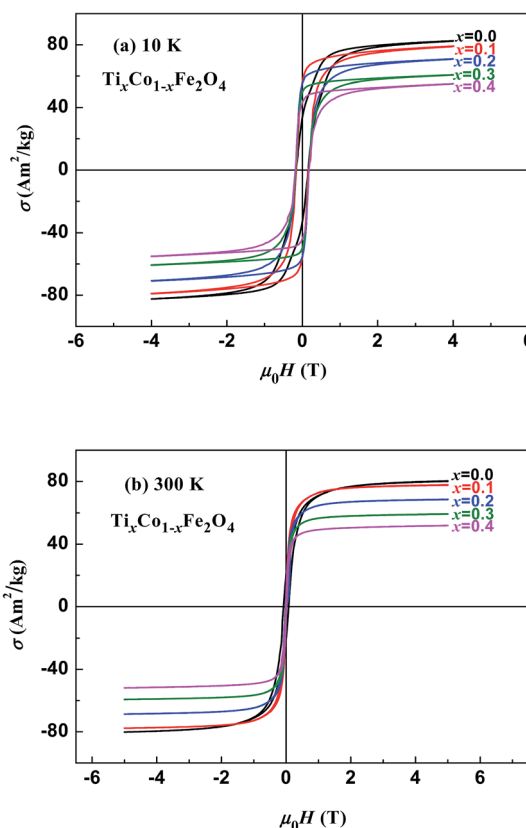 (a) 10 K
TiₓCo₁₋ₓFe₂O₄
x=0.0
x=0.1
x=0.2
x=0.3
x=0.4
σ (Am²/kg)
80
40
0
-40
-80
-4 -2 0 2 4 6
μ₀H (T)
(b) 300 K
TiₓCo₁₋ₓFe₂O₄
x=0.0
x=0.1
x=0.2
x=0.3
x=0.4
σ (Am²/kg)
80
40
0
-40
-80
-6 -4 -2 0 2 4 6
μ₀H (T)